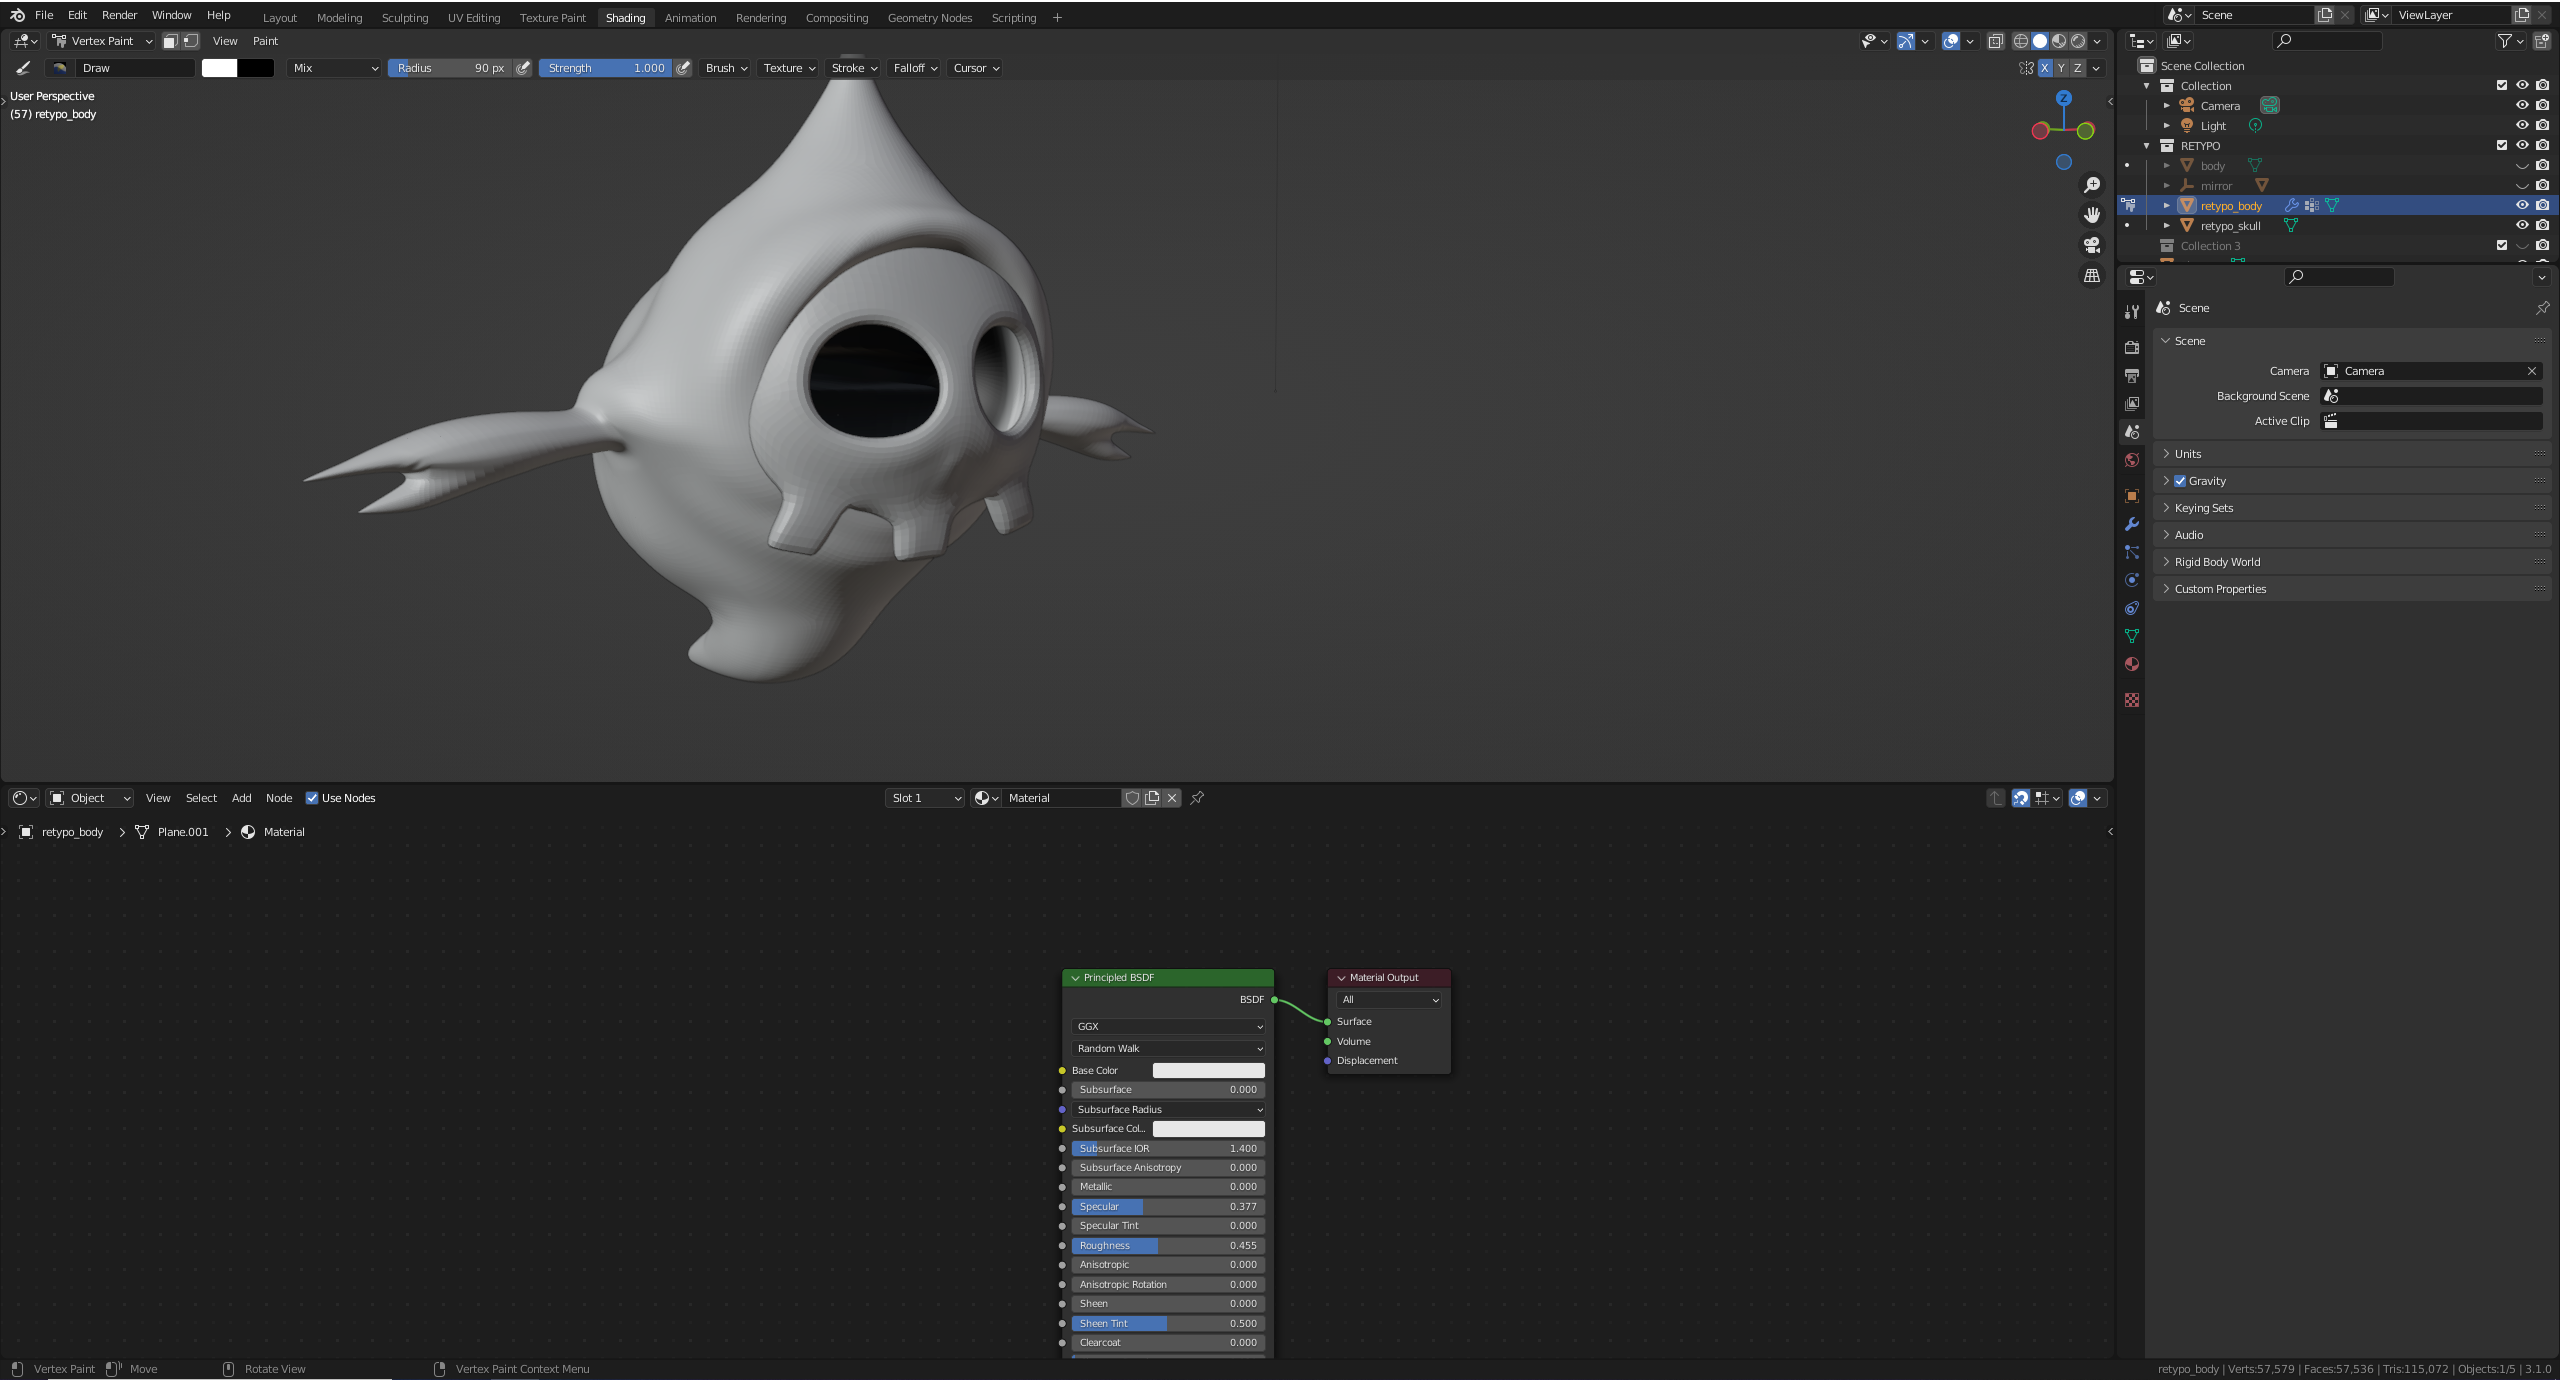 File Edit Render Window Help Layout Modeling Sculpting UV Editing Texture Paint Shading Animation Rendering Compositing Geometry Nodes Scripting + Scene ViewLayer
Vertex Paint View Paint
Draw Mix Radius 90 px Strength 1.000 Brush Texture Stroke Falloff Cursor X Y Z
User Perspective
(57) retypo_body
Z
Scene Collection
Collection
Camera
Light
RETYPO
body
mirror
retypo_body
retypo_skull
Collection 3
Scene
Scene
Camera Camera
Background Scene
Active Clip
Units
Gravity
Keying Sets
Audio
Rigid Body World
Custom Properties
Object View Select Add Node Use Nodes Slot 1 Material
retypo_body > Plane.001 > Material
Principled BSDF
BSDF
GGX
Random Walk
Base Color
Subsurface 0.000
Subsurface Radius
Subsurface Col...
Subsurface IOR 1.400
Subsurface Anisotropy 0.000
Metallic 0.000
Specular 0.377
Specular Tint 0.000
Roughness 0.455
Anisotropic 0.000
Anisotropic Rotation 0.000
Sheen 0.000
Sheen Tint 0.500
Clearcoat 0.000
Material Output
All
Surface
Volume
Displacement
Vertex Paint Move Rotate View Vertex Paint Context Menu retypo_body | Verts:57,579 | Faces:57,536 | Tris:115,072 | Objects:1/5 | 3.1.0